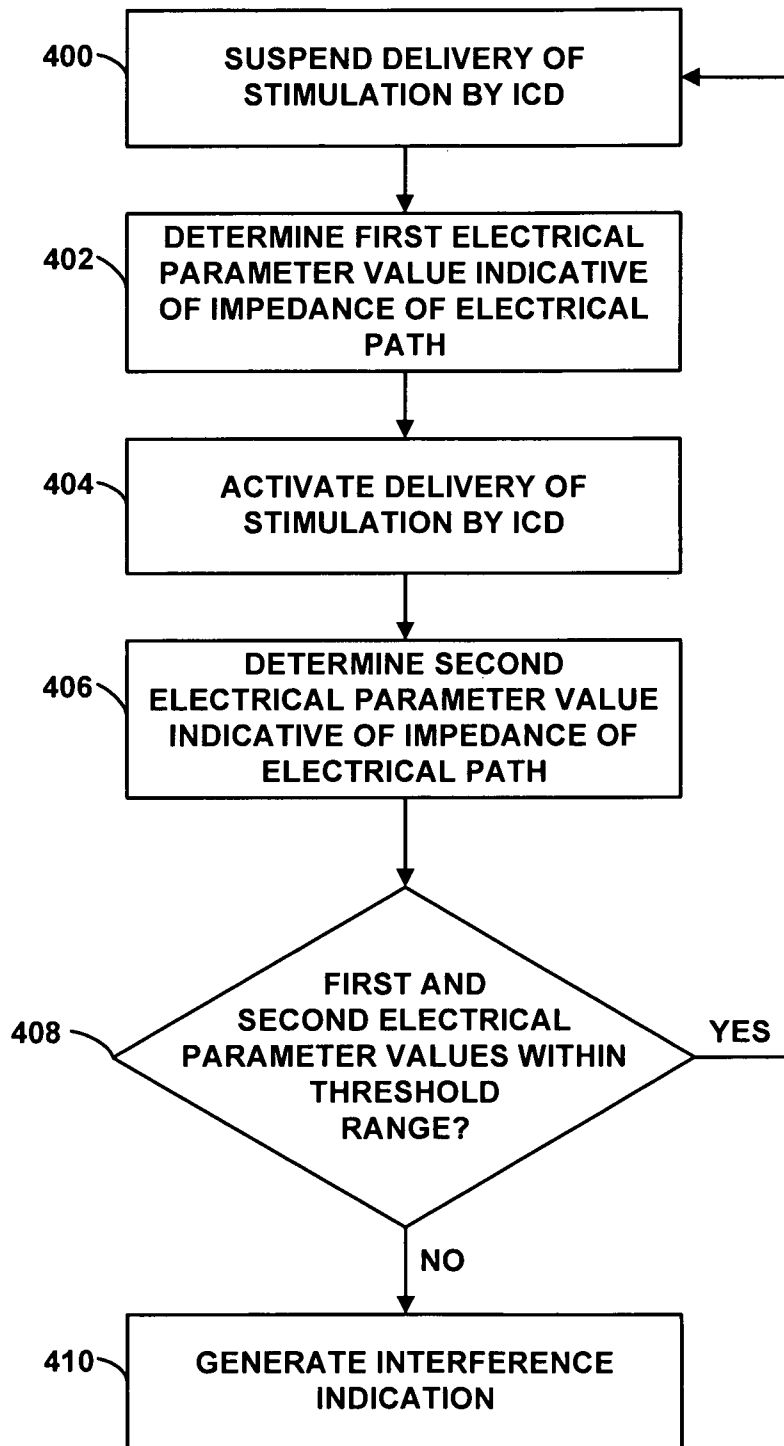 400
SUSPEND DELIVERY OF
STIMULATION BY ICD
402
DETERMINE FIRST ELECTRICAL
PARAMETER VALUE INDICATIVE
OF IMPEDANCE OF ELECTRICAL
PATH
404
ACTIVATE DELIVERY OF
STIMULATION BY ICD
406
DETERMINE SECOND
ELECTRICAL PARAMETER VALUE
INDICATIVE OF IMPEDANCE OF
ELECTRICAL PATH
408
FIRST AND
SECOND ELECTRICAL
PARAMETER VALUES WITHIN
THRESHOLD
RANGE?
YES
NO
410
GENERATE INTERFERENCE
INDICATION